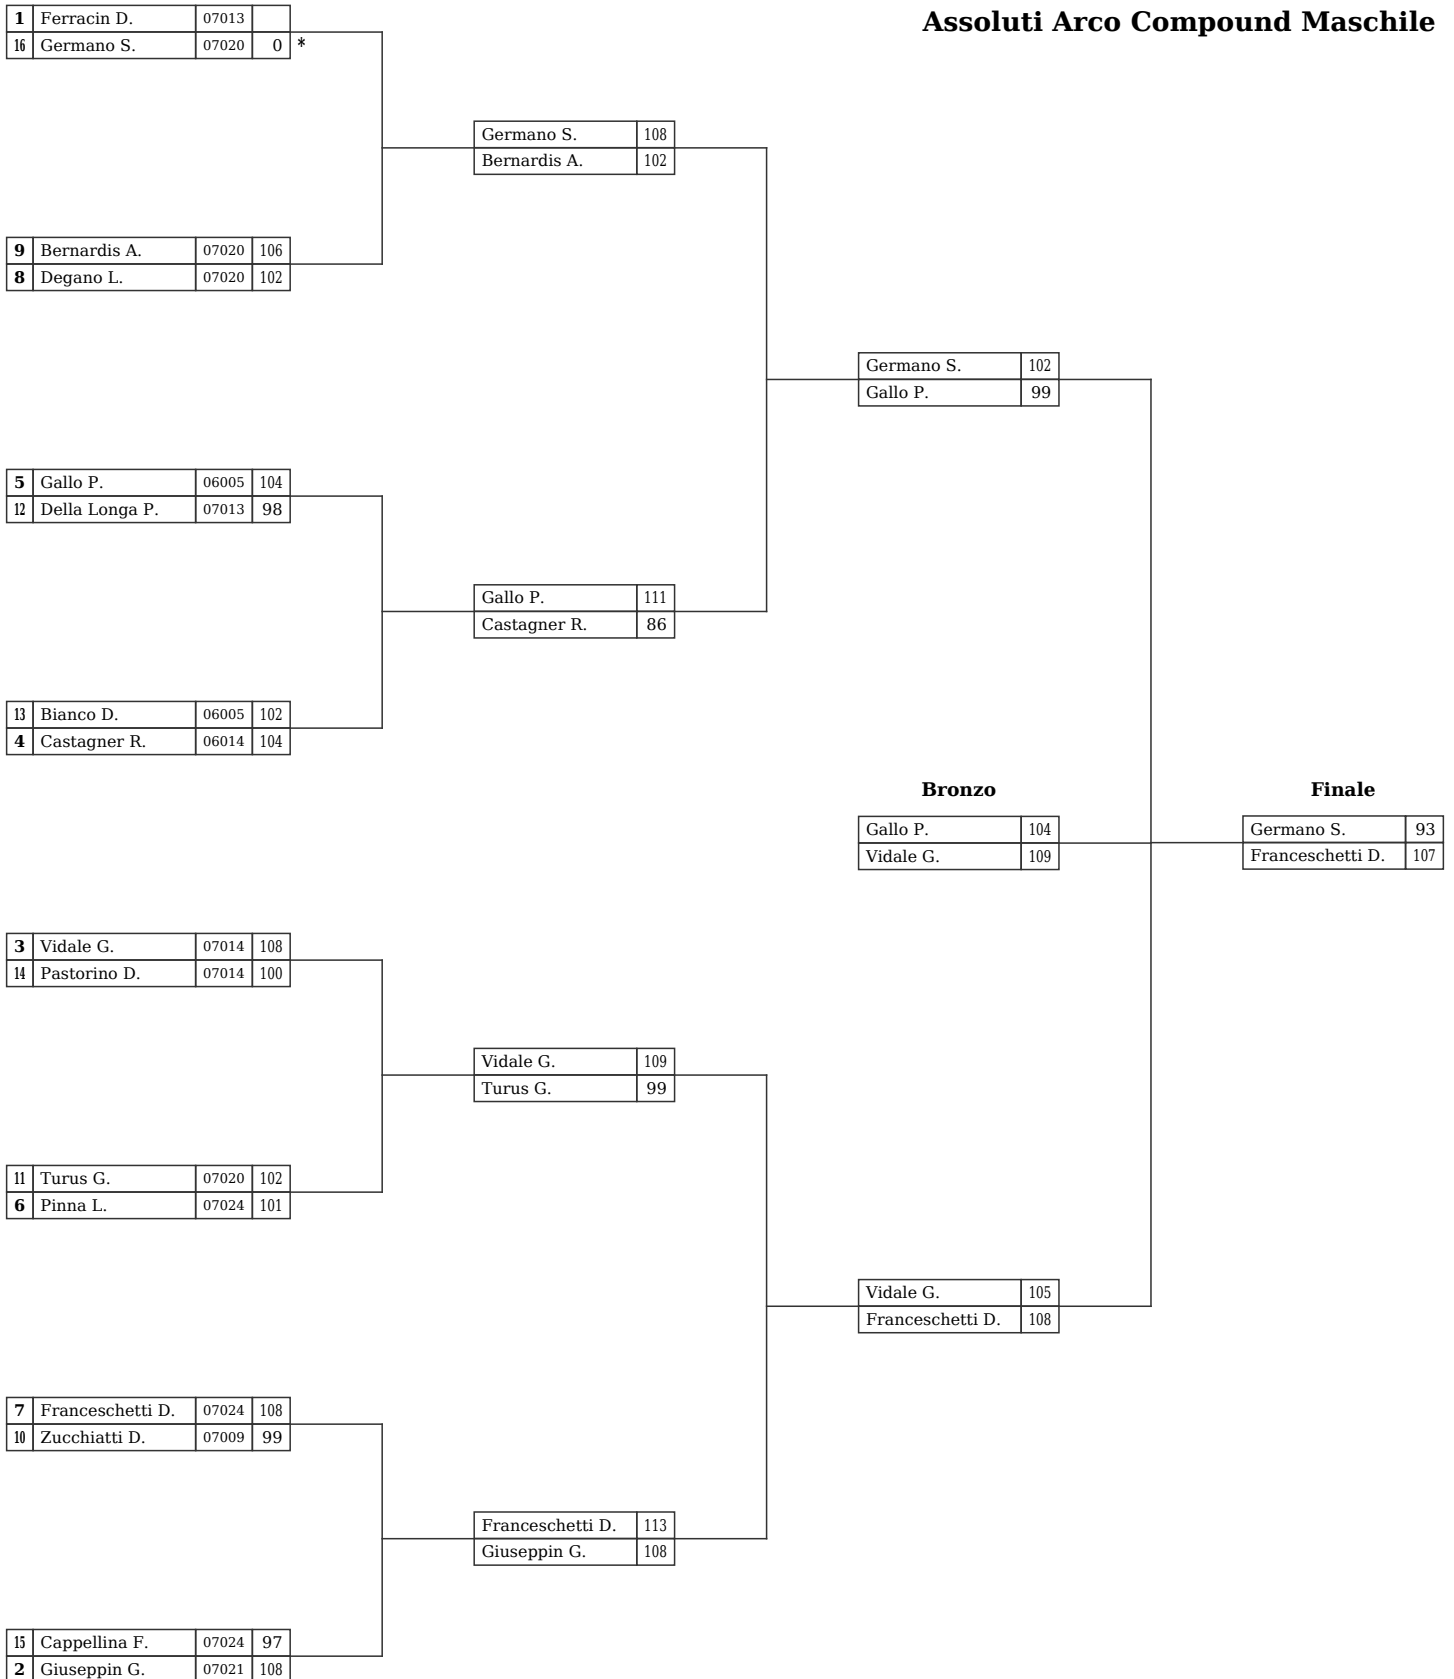 Assoluti Arco Compound Maschile
1 Ferracin D. 07013
16 Germano S. 07020 0 *
Germano S. 108
Bernardis A. 102
9 Bernardis A. 07020 106
8 Degano L. 07020 102
Germano S. 102
Gallo P. 99
5 Gallo P. 06005 104
12 Della Longa P. 07013 98
Gallo P. 111
Castagner R. 86
13 Bianco D. 06005 102
4 Castagner R. 06014 104
Bronzo
Gallo P. 104
Vidale G. 109
Finale
Germano S. 93
Franceschetti D. 107
3 Vidale G. 07014 108
14 Pastorino D. 07014 100
Vidale G. 109
Turus G. 99
11 Turus G. 07020 102
6 Pinna L. 07024 101
Vidale G. 105
Franceschetti D. 108
7 Franceschetti D. 07024 108
10 Zucchiatti D. 07009 99
Franceschetti D. 113
Giuseppin G. 108
15 Cappellina F. 07024 97
2 Giuseppin G. 07021 108